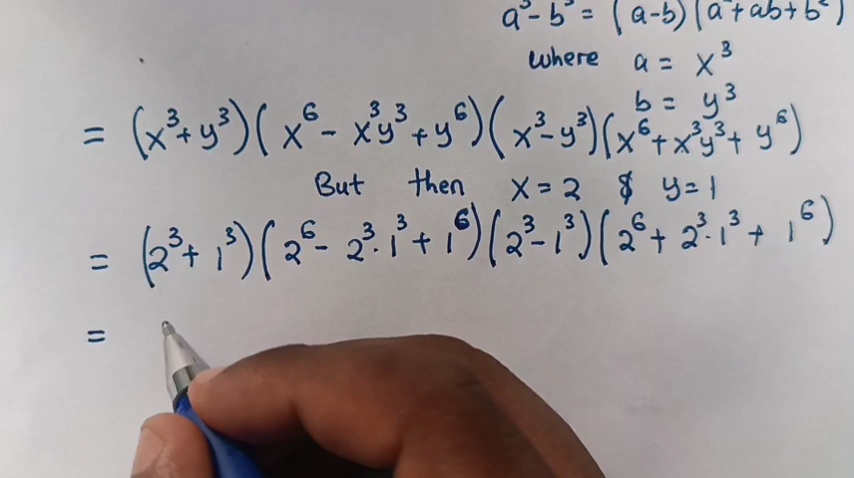 a³-b³ = (a-b)(a²+ab+b²)
where a = x³
b = y³
= (x³+y³)(x⁶- x³y³+y⁶)(x³-y³)(x⁶+x³y³+ y⁶)
But then x=2 & y=1
= (2³+ 1³)(2⁶- 2³·1³+ 1⁶)(2³-1³)(2⁶+ 2³·1³+ 1⁶)
=